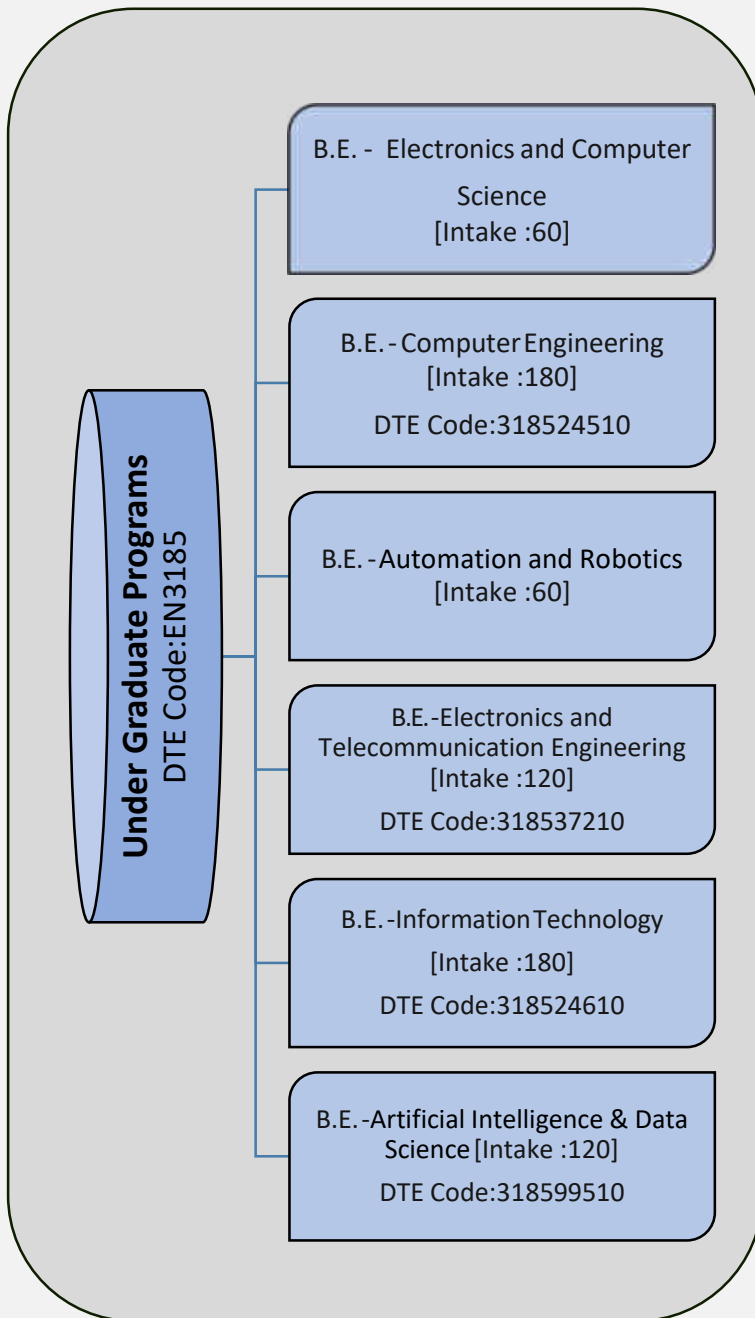 Under Graduate Programs
DTE Code:EN3185
B.E. - Electronics and Computer
Science
[Intake :60]
B.E. - Computer Engineering
[Intake :180]
DTE Code:318524510
B.E. - Automation and Robotics
[Intake :60]
B.E.-Electronics and
Telecommunication Engineering
[Intake :120]
DTE Code:318537210
B.E. -Information Technology
[Intake :180]
DTE Code:318524610
B.E. -Artificial Intelligence & Data
Science [Intake :120]
DTE Code:318599510